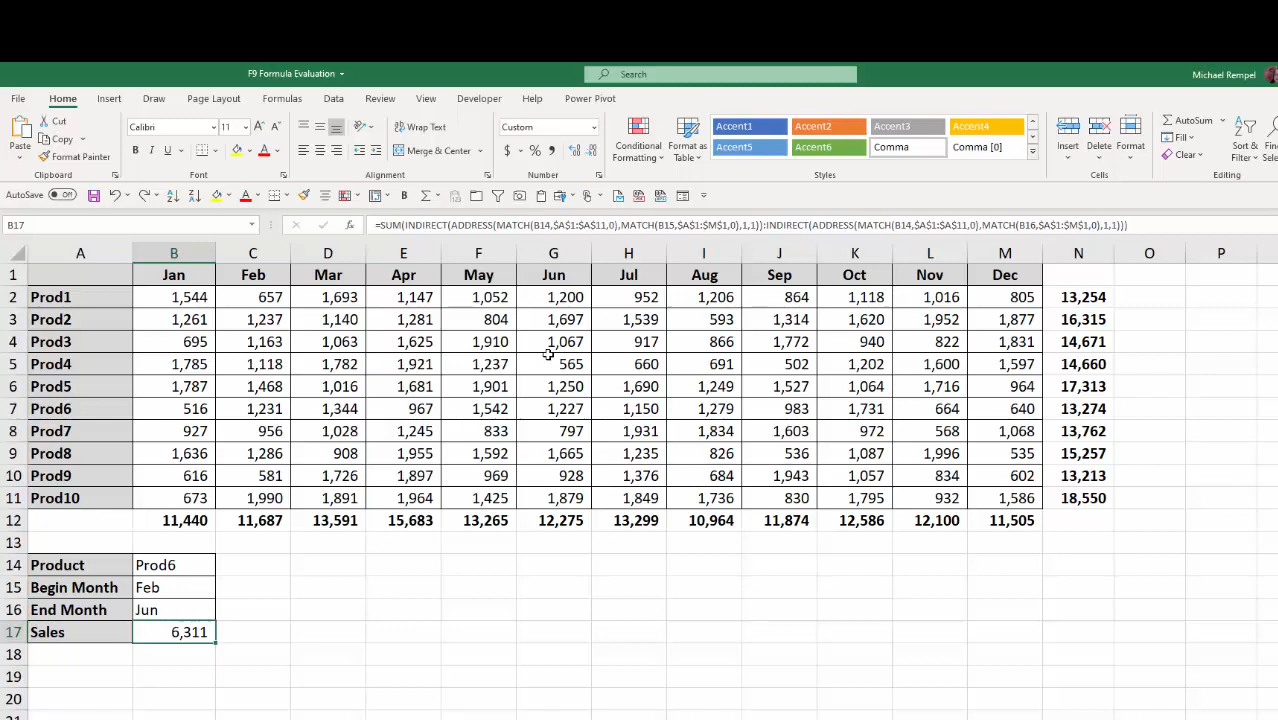 F9 Formula Evaluation
Search
Michael Rempel
File Home Insert Draw Page Layout Formulas Data Review View Developer Help Power Pivot
Paste
Cut
Copy
Format Painter
Clipboard
Calibri 11
B I U
Font
Wrap Text
Merge & Center
Alignment
Custom
$ % ,
Number
Conditional Formatting
Format as Table
Accent1 Accent2 Accent3 Accent4
Accent5 Accent6 Comma Comma [0]
Styles
Insert Delete Format
Cells
AutoSum
Fill
Clear
Sort & Filter
Find & Select
Editing
AutoSave Off
B17 fx =SUM(INDIRECT(ADDRESS(MATCH(B14,$A$1:$A$11,0),MATCH(B15,$A$1:$M$1,0),1,1)):INDIRECT(ADDRESS(MATCH(B14,$A$1:$A$11,0),MATCH(B16,$A$1:$M$1,0),1,1)))
A B C D E F G H I J K L M N O P
1 Jan Feb Mar Apr May Jun Jul Aug Sep Oct Nov Dec
2 Prod1 1,544 657 1,693 1,147 1,052 1,200 952 1,206 864 1,118 1,016 805 13,254
3 Prod2 1,261 1,237 1,140 1,281 804 1,697 1,539 593 1,314 1,620 1,952 1,877 16,315
4 Prod3 695 1,163 1,063 1,625 1,910 1,067 917 866 1,772 940 822 1,831 14,671
5 Prod4 1,785 1,118 1,782 1,921 1,237 565 660 691 502 1,202 1,600 1,597 14,660
6 Prod5 1,787 1,468 1,016 1,681 1,901 1,250 1,690 1,249 1,527 1,064 1,716 964 17,313
7 Prod6 516 1,231 1,344 967 1,542 1,227 1,150 1,279 983 1,731 664 640 13,274
8 Prod7 927 956 1,028 1,245 833 797 1,931 1,834 1,603 972 568 1,068 13,762
9 Prod8 1,636 1,286 908 1,955 1,592 1,665 1,235 826 536 1,087 1,996 535 15,257
10 Prod9 616 581 1,726 1,897 969 928 1,376 684 1,943 1,057 834 602 13,213
11 Prod10 673 1,990 1,891 1,964 1,425 1,879 1,849 1,736 830 1,795 932 1,586 18,550
12 11,440 11,687 13,591 15,683 13,265 12,275 13,299 10,964 11,874 12,586 12,100 11,505
13
14 Product Prod6
15 Begin Month Feb
16 End Month Jun
17 Sales 6,311
18
19
20